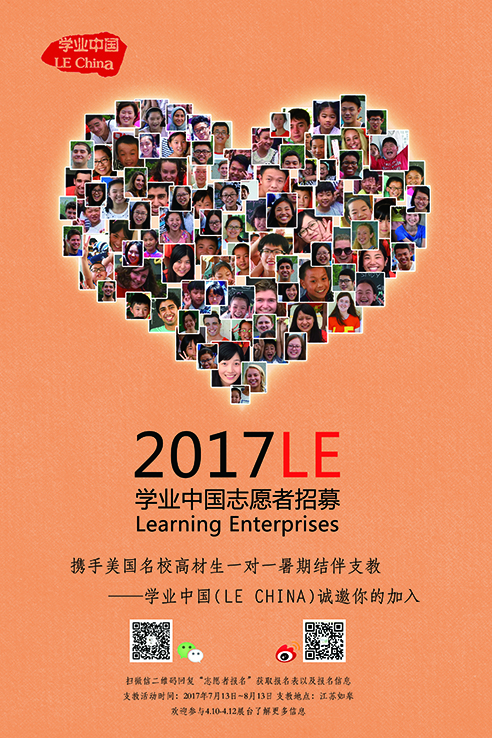 学业中国
LE China
2017LE
学业中国志愿者招募
Learning Enterprises
携手美国名校高材生一对一暑期结伴支教
——学业中国(LE CHINA)诚邀你的加入
扫微信二维码回复“志愿者报名”获取报名表以及报名信息
支教活动时间：2017年7月13日~8月13日 支教地点：江苏如皋
欢迎参与4.10-4.12展台了解更多信息